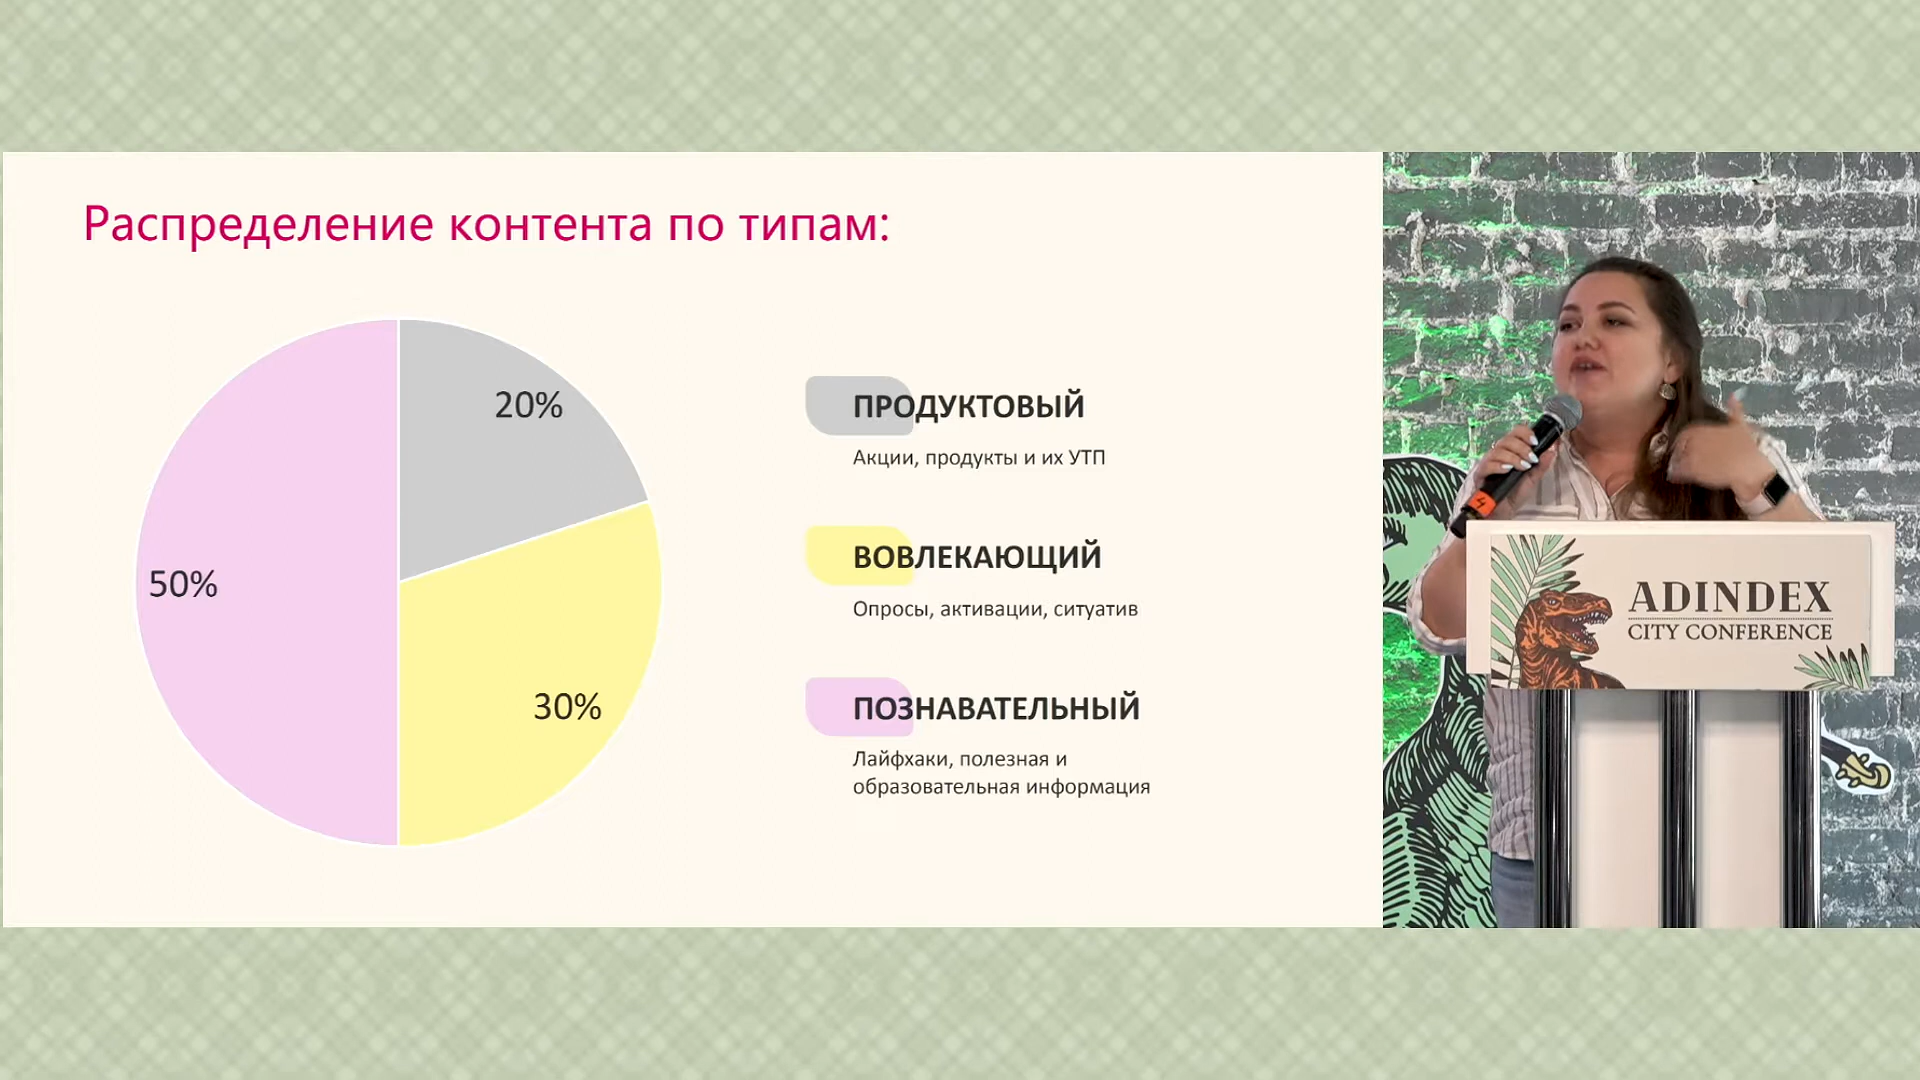 Распределение контента по типам:
20%
50%
30%
ПРОДУКТОВЫЙ
Акции, продукты и их УТП
ВОВЛЕКАЮЩИЙ
Опросы, активации, ситуатив
ПОЗНАВАТЕЛЬНЫЙ
Лайфхаки, полезная и
образовательная информация
4
ADINDEX
CITY CONFERENCE